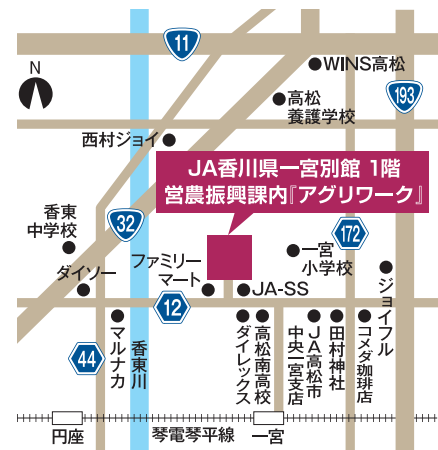 11
N
WINS高松
193
高松
養護学校
西村ジョイ
JA香川県一宮別館 1階
営農振興課内『アグリワーク』
香東
中学校
32
172
一宮
小学校
ダイソー
ファミリー
マート
12
JA-SS
ジョイフル
マルナカ
44
香東川
ダイレックス
高松南高校
JA高松市
中央一宮支店
田村神社
コメダ珈琲店
円座
琴電琴平線
一宮